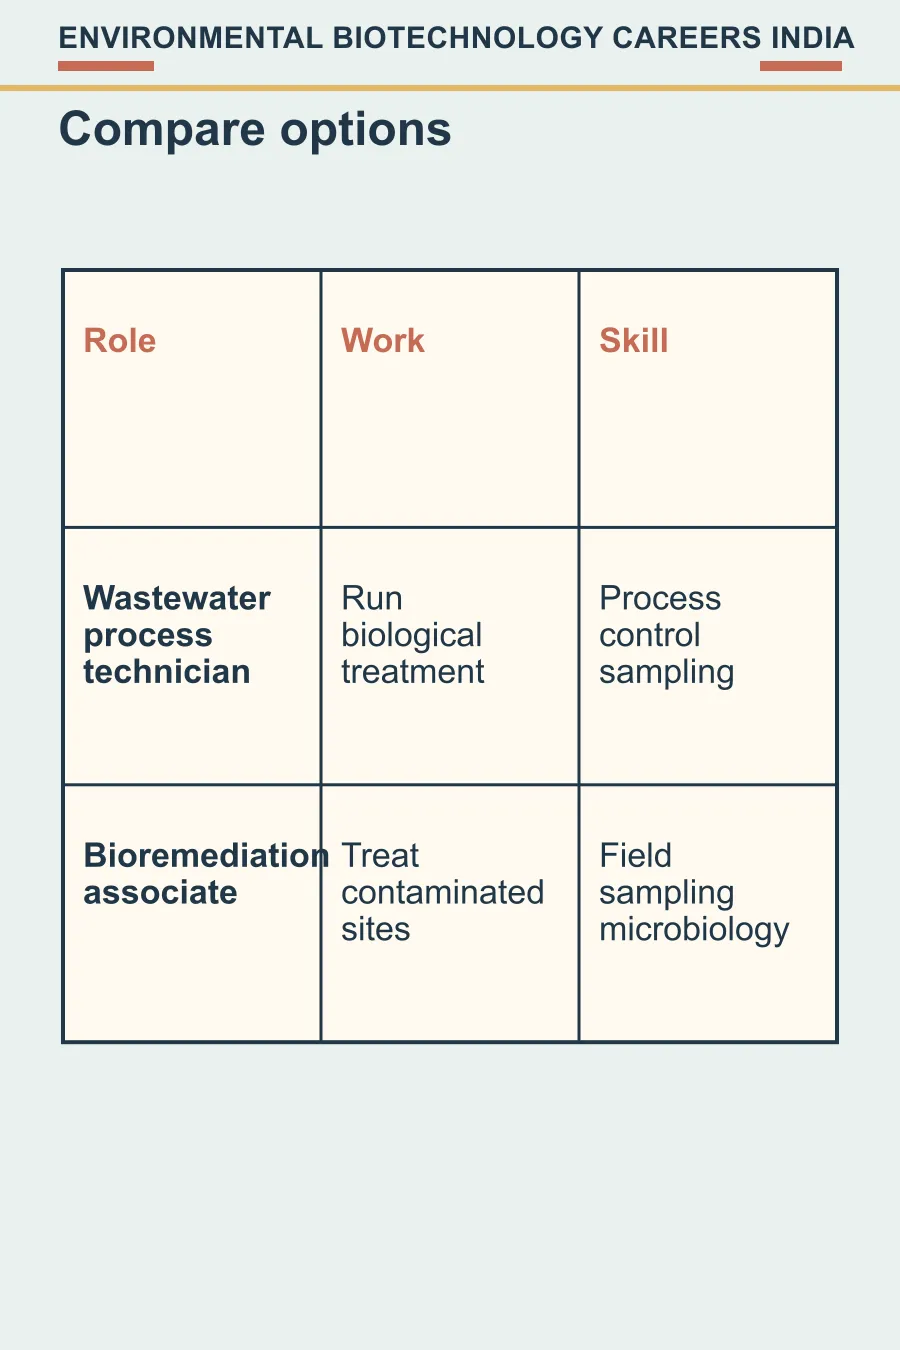 ENVIRONMENTAL BIOTECHNOLOGY CAREERS INDIA
Compare options
Role
Work
Skill
Wastewater
process
technician
Run
biological
treatment
Process
control
sampling
Bioremediation
associate
Treat
contaminated
sites
Field
sampling
microbiology